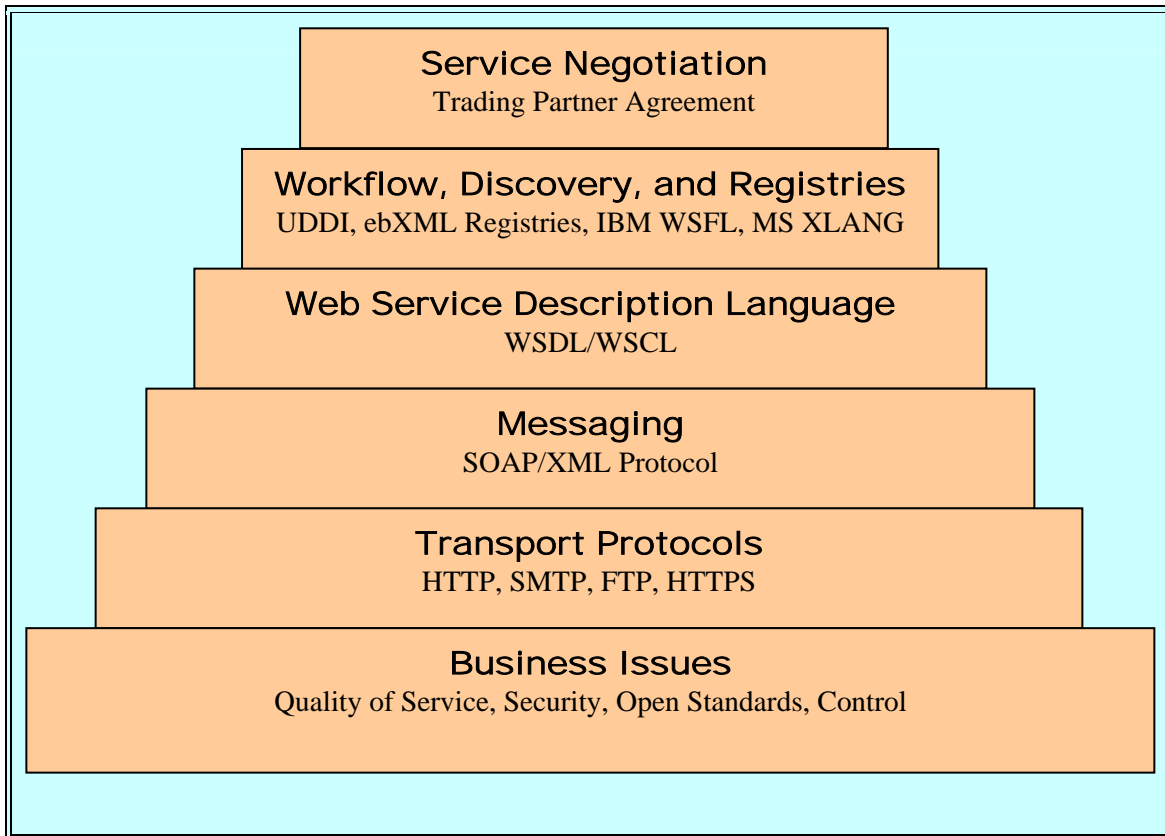 Service Negotiation
Trading Partner Agreement
Workflow, Discovery, and Registries
UDDI, ebXML Registries, IBM WSFL, MS XLANG
Web Service Description Language
WSDL/WSCL
Messaging
SOAP/XML Protocol
Transport Protocols
HTTP, SMTP, FTP, HTTPS
Business Issues
Quality of Service, Security, Open Standards, Control